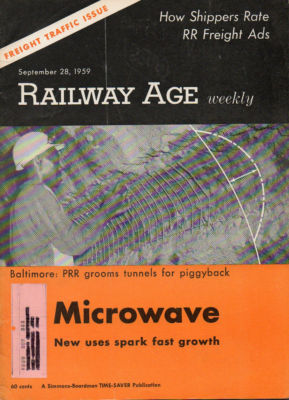 FREIGHT TRAFFIC ISSUE
How Shippers Rate
RR Freight Ads
September 28, 1959
RAILWAY AGE weekly
Baltimore: PRR grooms tunnels for piggyback
Microwave
New uses spark fast growth
60 cents A Simmons-Boardman TIME-SAVER Publication